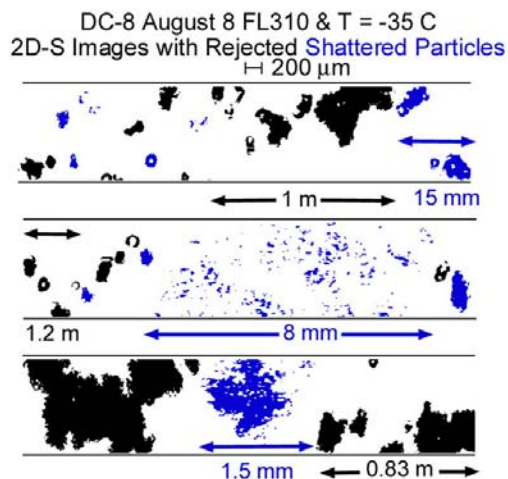 DC-8 August 8 FL310 & T = -35 C
2D-S Images with Rejected Shattered Particles
200 µm
1 m
15 mm
1.2 m
8 mm
1.5 mm
0.83 m